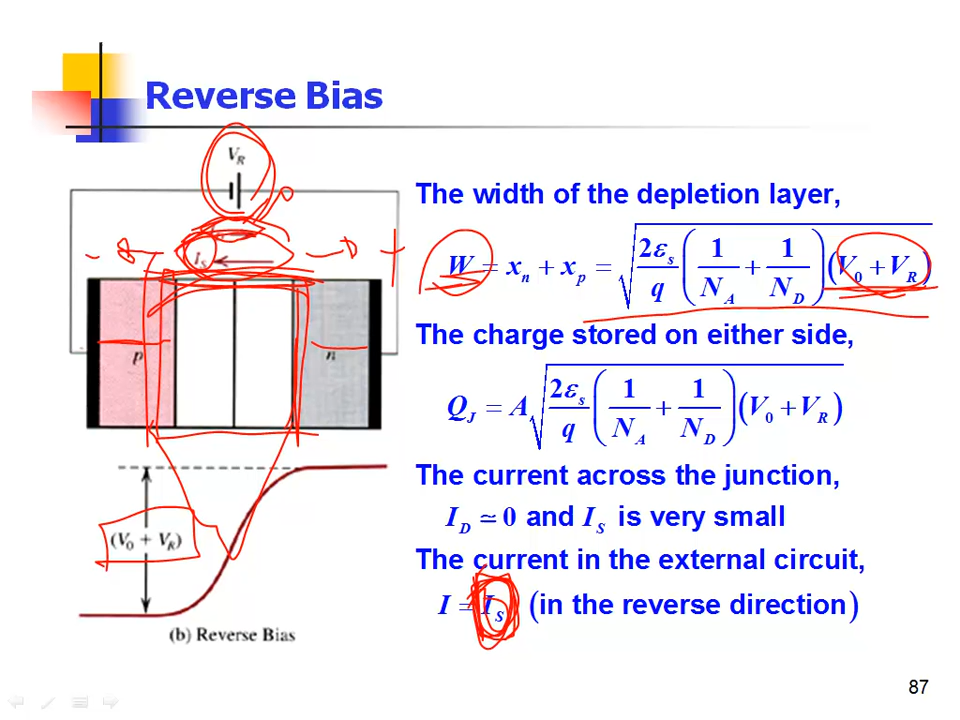 Reverse Bias
V_R
I_S
p
n
(V_0 + V_R)
(b) Reverse Bias
The width of the depletion layer,
W = x_n + x_p = √(2ε_s/q (1/N_A + 1/N_D)(V_0 + V_R))
The charge stored on either side,
Q_J = A√(2ε_s/q (1/N_A + 1/N_D)(V_0 + V_R))
The current across the junction,
I_D ≃ 0 and I_S is very small
The current in the external circuit,
I = I_S (in the reverse direction)
87